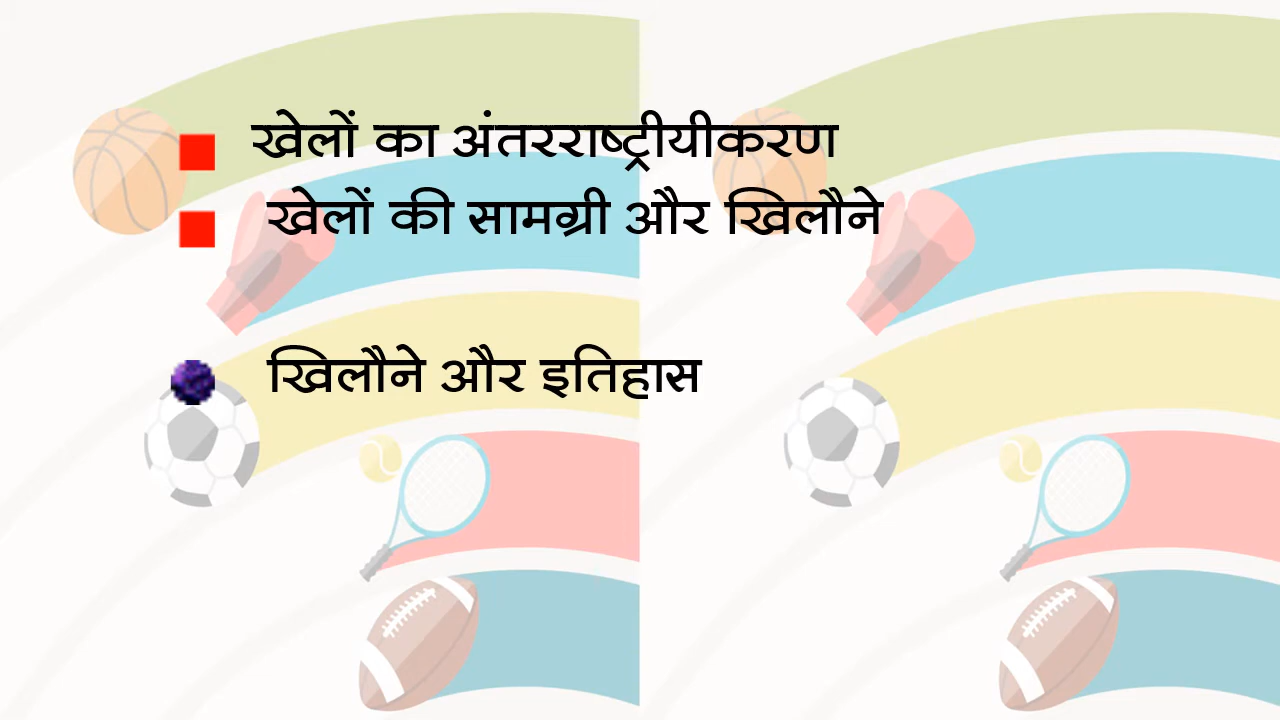 खेलों का अंतरराष्ट्रीयीकरण
खेलों की सामग्री और खिलौने
खिलौने और इतिहास